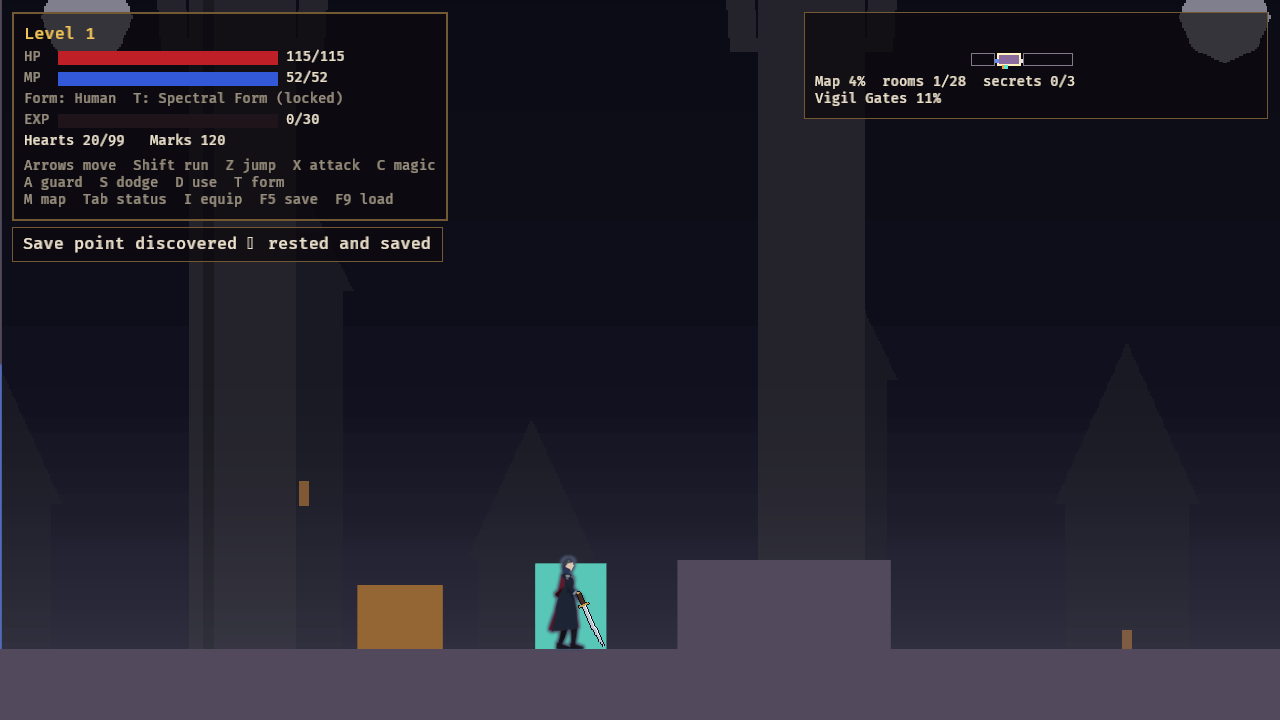 Level 1
HP 115/115
MP 52/52
Form: Human T: Spectral Form (locked)
EXP 0/30
Hearts 20/99 Marks 120
Arrows move Shift run Z jump X attack C magic
A guard S dodge D use T form
M map Tab status I equip F5 save F9 load
Save point discovered ▯ rested and saved
Map 4% rooms 1/28 secrets 0/3
Vigil Gates 11%